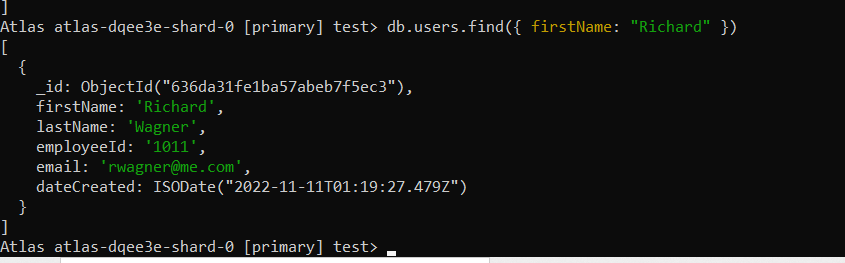 ]
Atlas atlas-dqee3e-shard-0 [primary] test> db.users.find({ firstName: "Richard" })
[
  {
    _id: ObjectId("636da31fe1ba57abeb7f5ec3"),
    firstName: 'Richard',
    lastName: 'Wagner',
    employeeId: '1011',
    email: 'rwagner@me.com',
    dateCreated: ISODate("2022-11-11T01:19:27.479Z")
  }
]
Atlas atlas-dqee3e-shard-0 [primary] test>